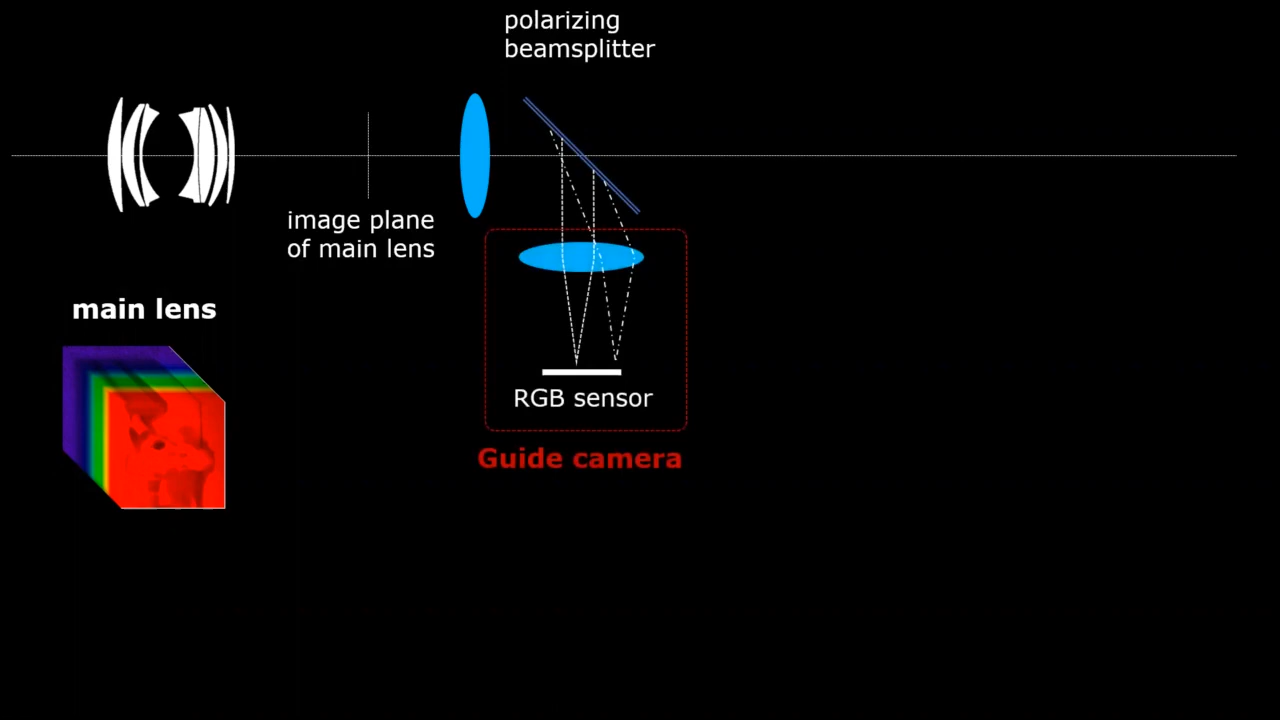 polarizing
beamsplitter
image plane
of main lens
main lens
RGB sensor
Guide camera